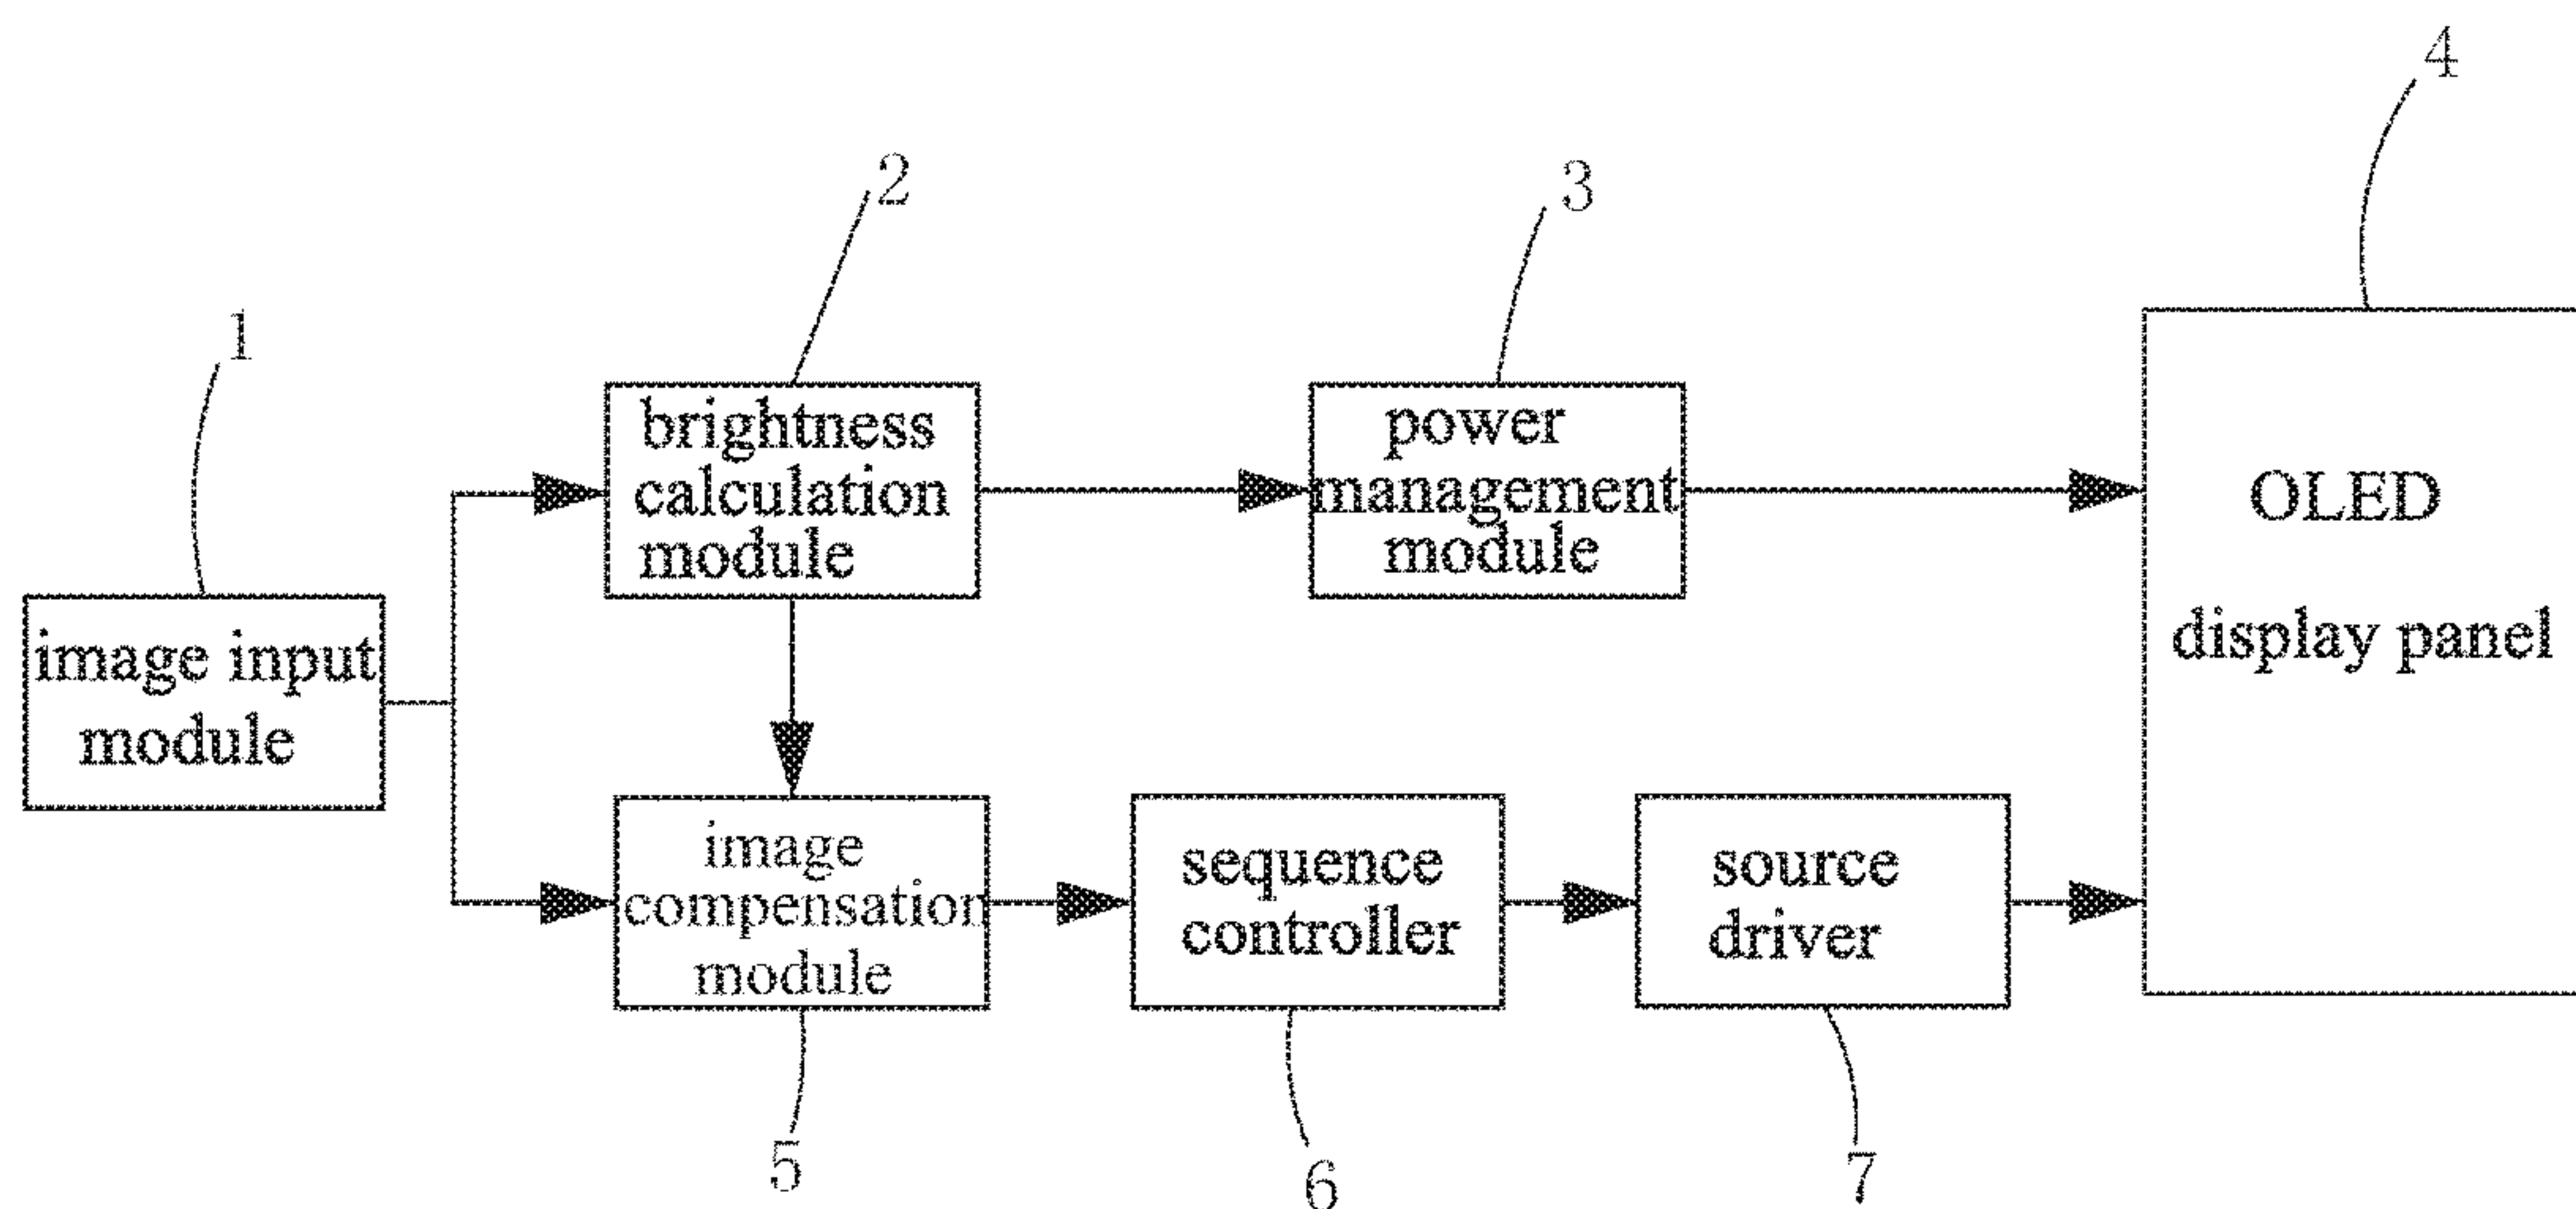 4
2
3
1
brightness
calculation
module
power
management
module
OLED
display panel
image input
module
image
compensation
module
sequence
controller
source
driver
5
6
7